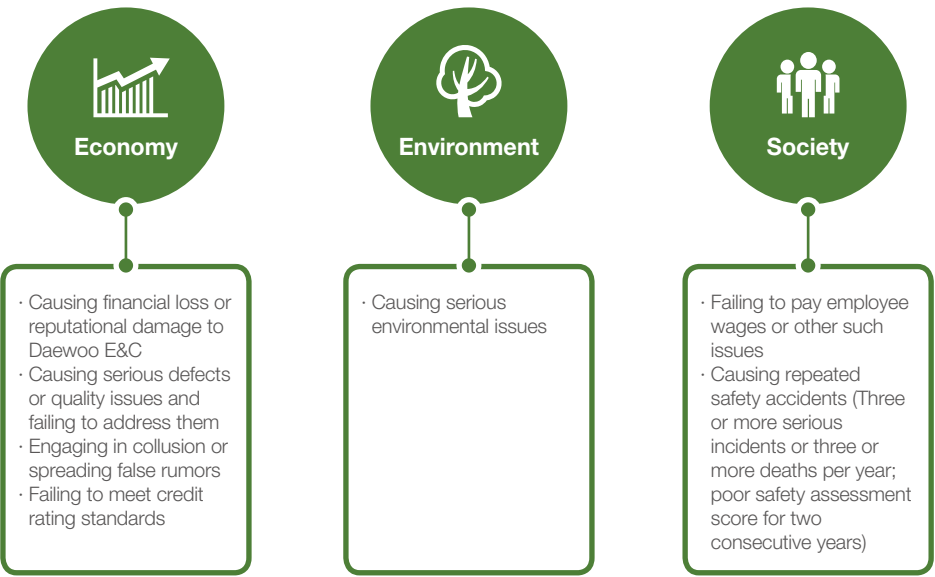 Economy
· Causing financial loss or
reputational damage to
Daewoo E&C
· Causing serious defects
or quality issues and
failing to address them
· Engaging in collusion or
spreading false rumors
· Failing to meet credit
rating standards
Environment
· Causing serious
environmental issues
Society
· Failing to pay employee
wages or other such
issues
· Causing repeated
safety accidents (Three
or more serious
incidents or three or
more deaths per year;
poor safety assessment
score for two
consecutive years)